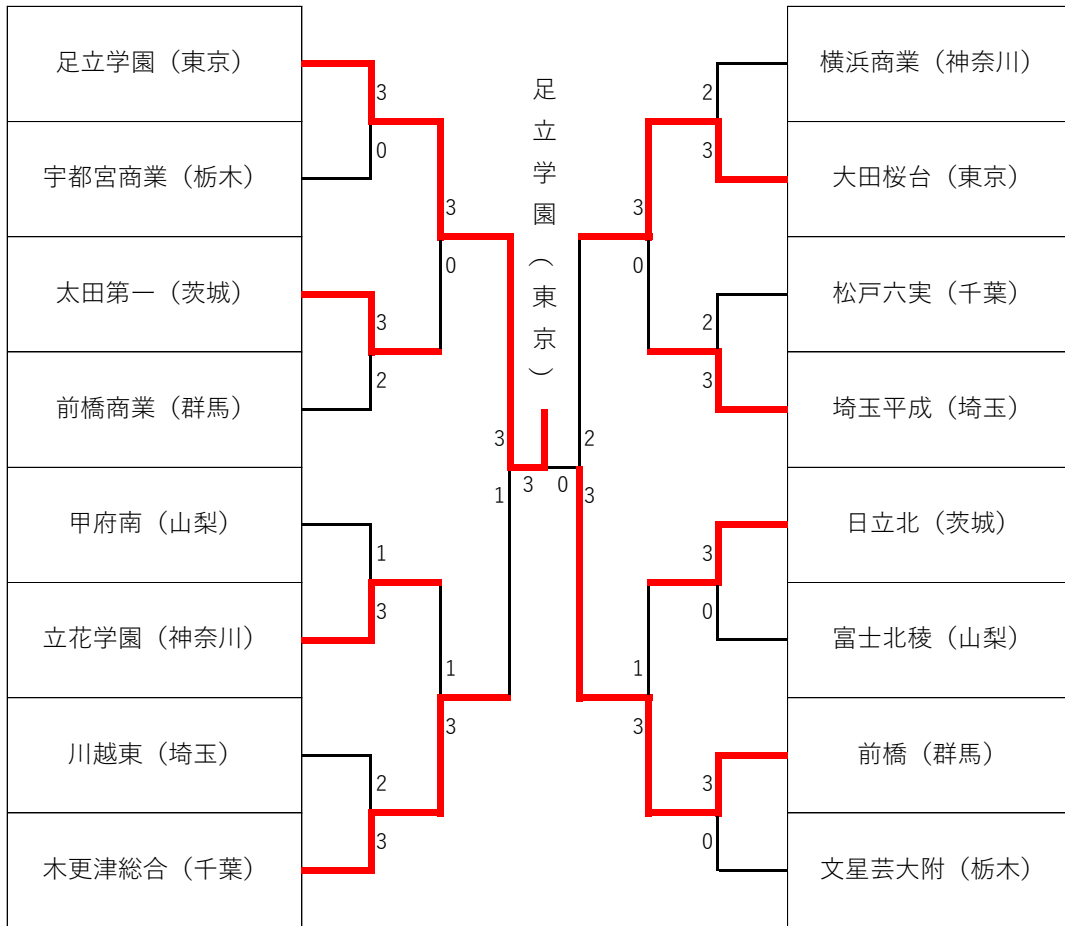 足立学園（東京）
宇都宮商業（栃木）
太田第一（茨城）
前橋商業（群馬）
甲府南（山梨）
立花学園（神奈川）
川越東（埼玉）
木更津総合（千葉）
3
0
3
2
1
3
2
3
3
0
1
3
3
1
3
0
足立学園（東京）
2
3
3
0
1
3
2
3
2
3
3
0
3
0
横浜商業（神奈川）
大田桜台（東京）
松戸六実（千葉）
埼玉平成（埼玉）
日立北（茨城）
富士北稜（山梨）
前橋（群馬）
文星芸大附（栃木）